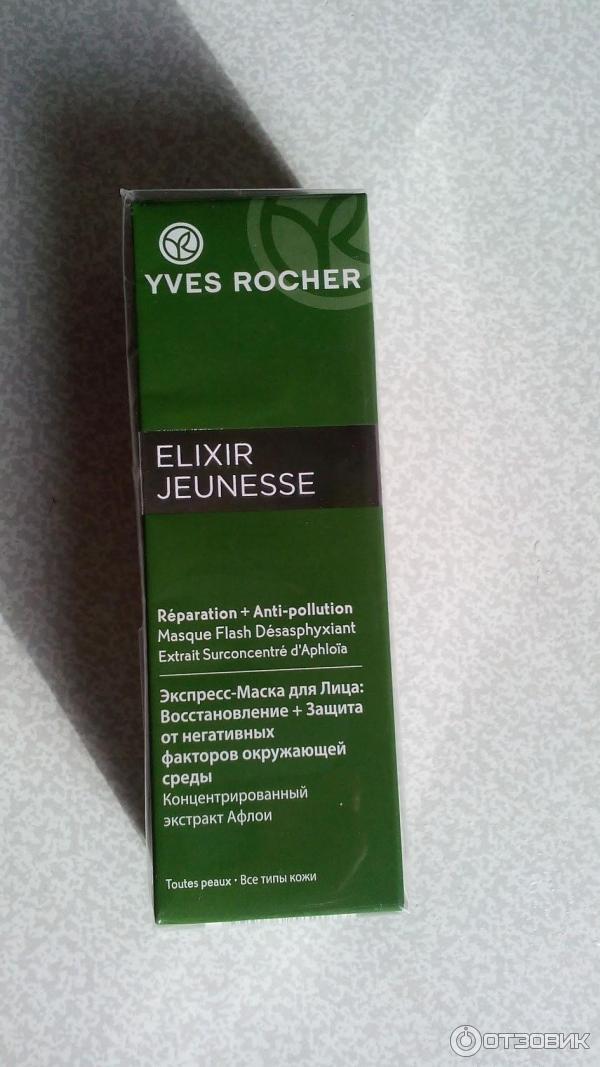 YVES ROCHER
ELIXIR
JEUNESSE
Réparation + Anti-pollution
Masque Flash Désasphyxiant
Extrait Surconcentré d'Aphloïa
Экспресс-Маска для Лица:
Восстановление + Защита
от негативных
факторов окружающей
среды
Концентрированный
экстракт Афлои
Toutes peaux • Все типы кожи
ОТЗОВИК